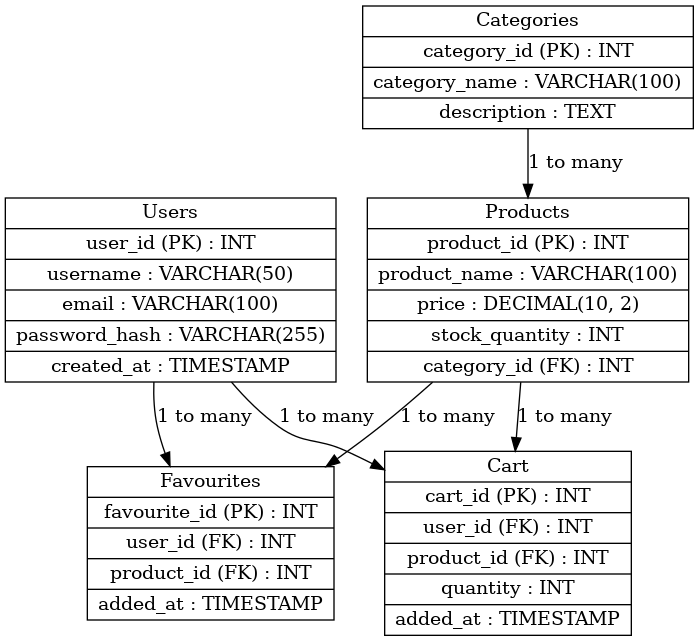 Categories
category_id (PK) : INT
category_name : VARCHAR(100)
description : TEXT
1 to many
Users
user_id (PK) : INT
username : VARCHAR(50)
email : VARCHAR(100)
password_hash : VARCHAR(255)
created_at : TIMESTAMP
Products
product_id (PK) : INT
product_name : VARCHAR(100)
price : DECIMAL(10, 2)
stock_quantity : INT
category_id (FK) : INT
1 to many
1 to many
1 to many
1 to many
Favourites
favourite_id (PK) : INT
user_id (FK) : INT
product_id (FK) : INT
added_at : TIMESTAMP
Cart
cart_id (PK) : INT
user_id (FK) : INT
product_id (FK) : INT
quantity : INT
added_at : TIMESTAMP